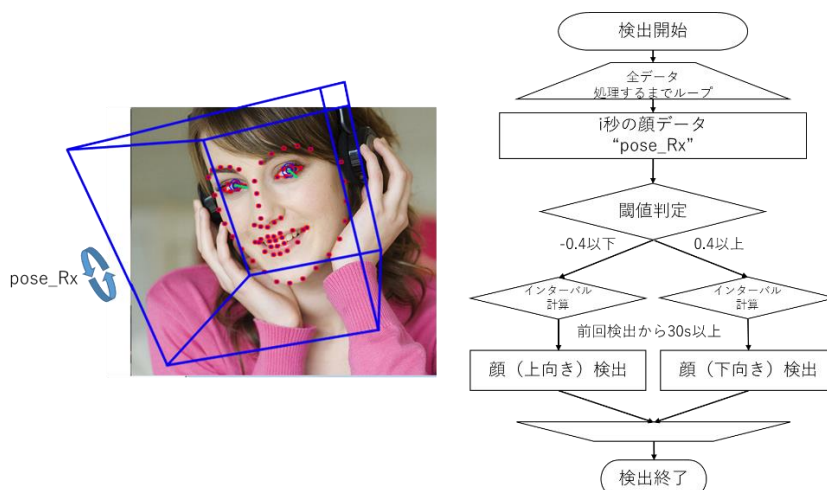 検出開始
全データ
処理するまでループ
i秒の顔データ
“pose_Rx”
閾値判定
-0.4以下
0.4以上
pose_Rx
インターバル
計算
インターバル
計算
前回検出から30s以上
顔（上向き）検出
顔（下向き）検出
検出終了